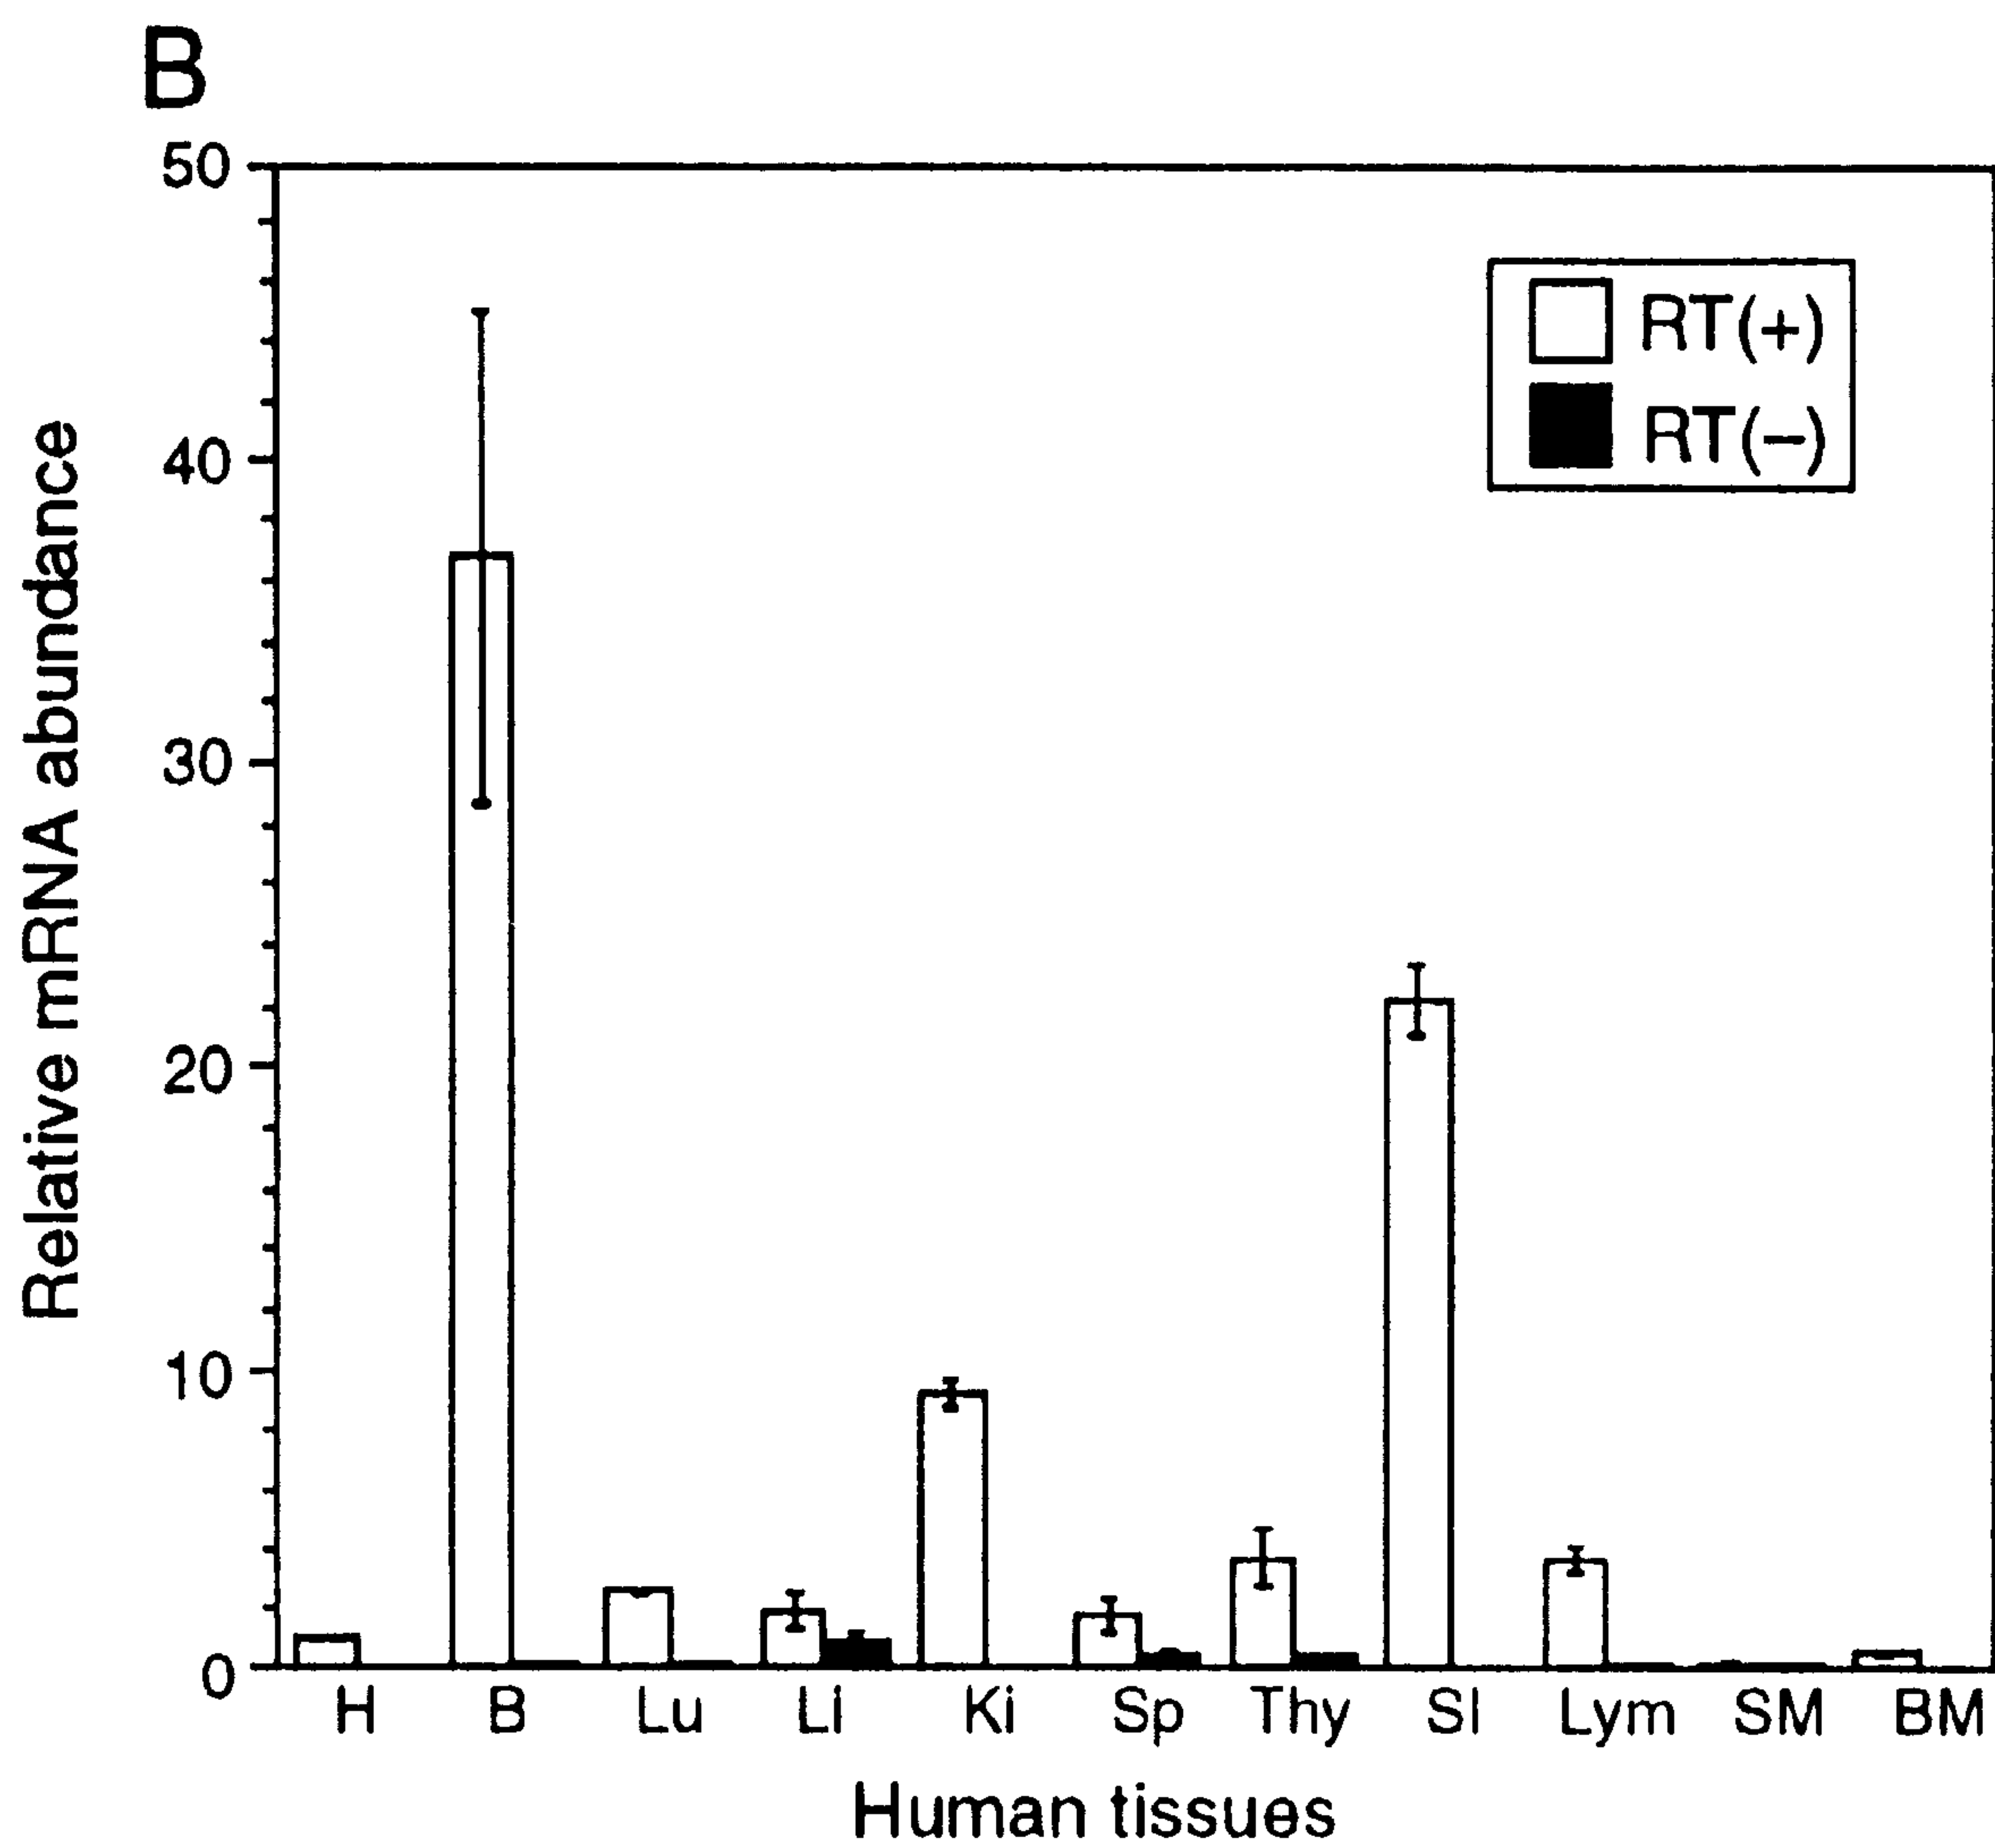 B
50
40
30
20
10
0
Relative mRNA abundance
RT(+)
RT(−)
H B Lu Li Ki Sp Thy SI Lym SM BM
Human tissues